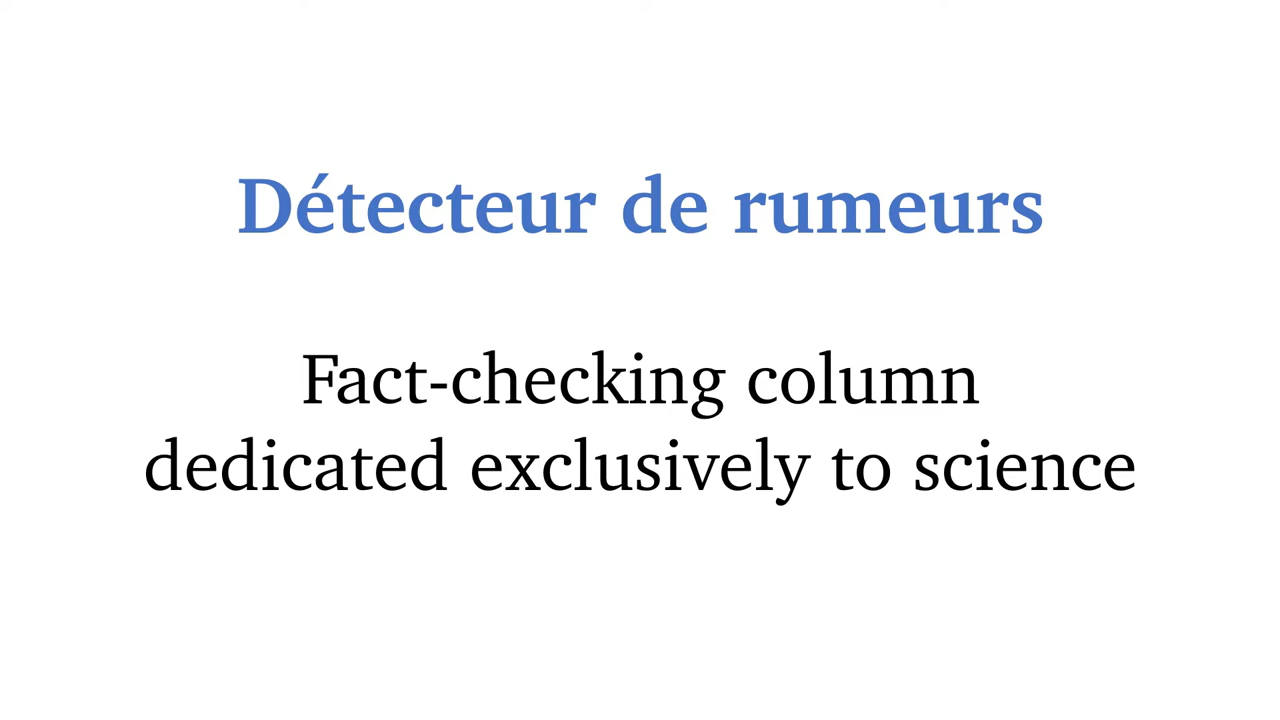 Détecteur de rumeurs
Fact-checking column
dedicated exclusively to science